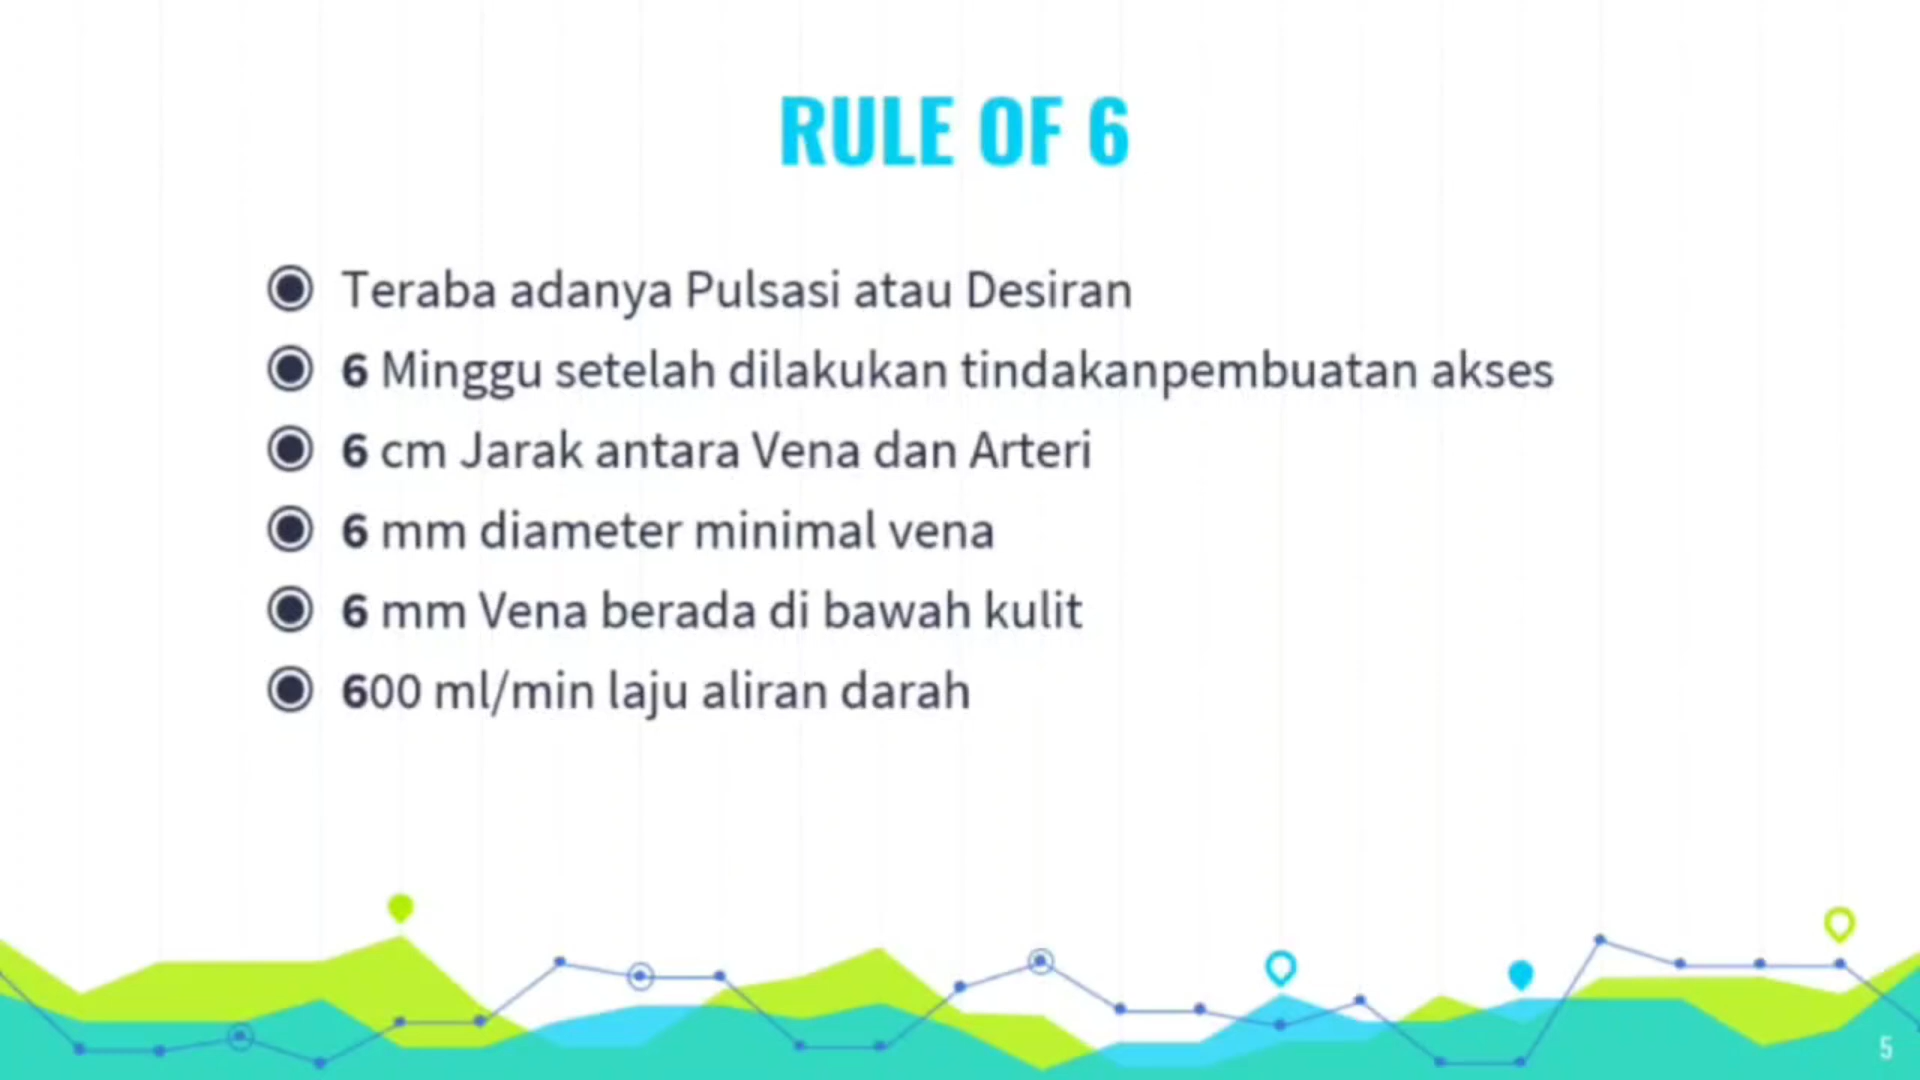 RULE OF 6
Teraba adanya Pulsasi atau Desiran
6 Minggu setelah dilakukan tindakanpembuatan akses
6 cm Jarak antara Vena dan Arteri
6 mm diameter minimal vena
6 mm Vena berada di bawah kulit
600 ml/min laju aliran darah
5